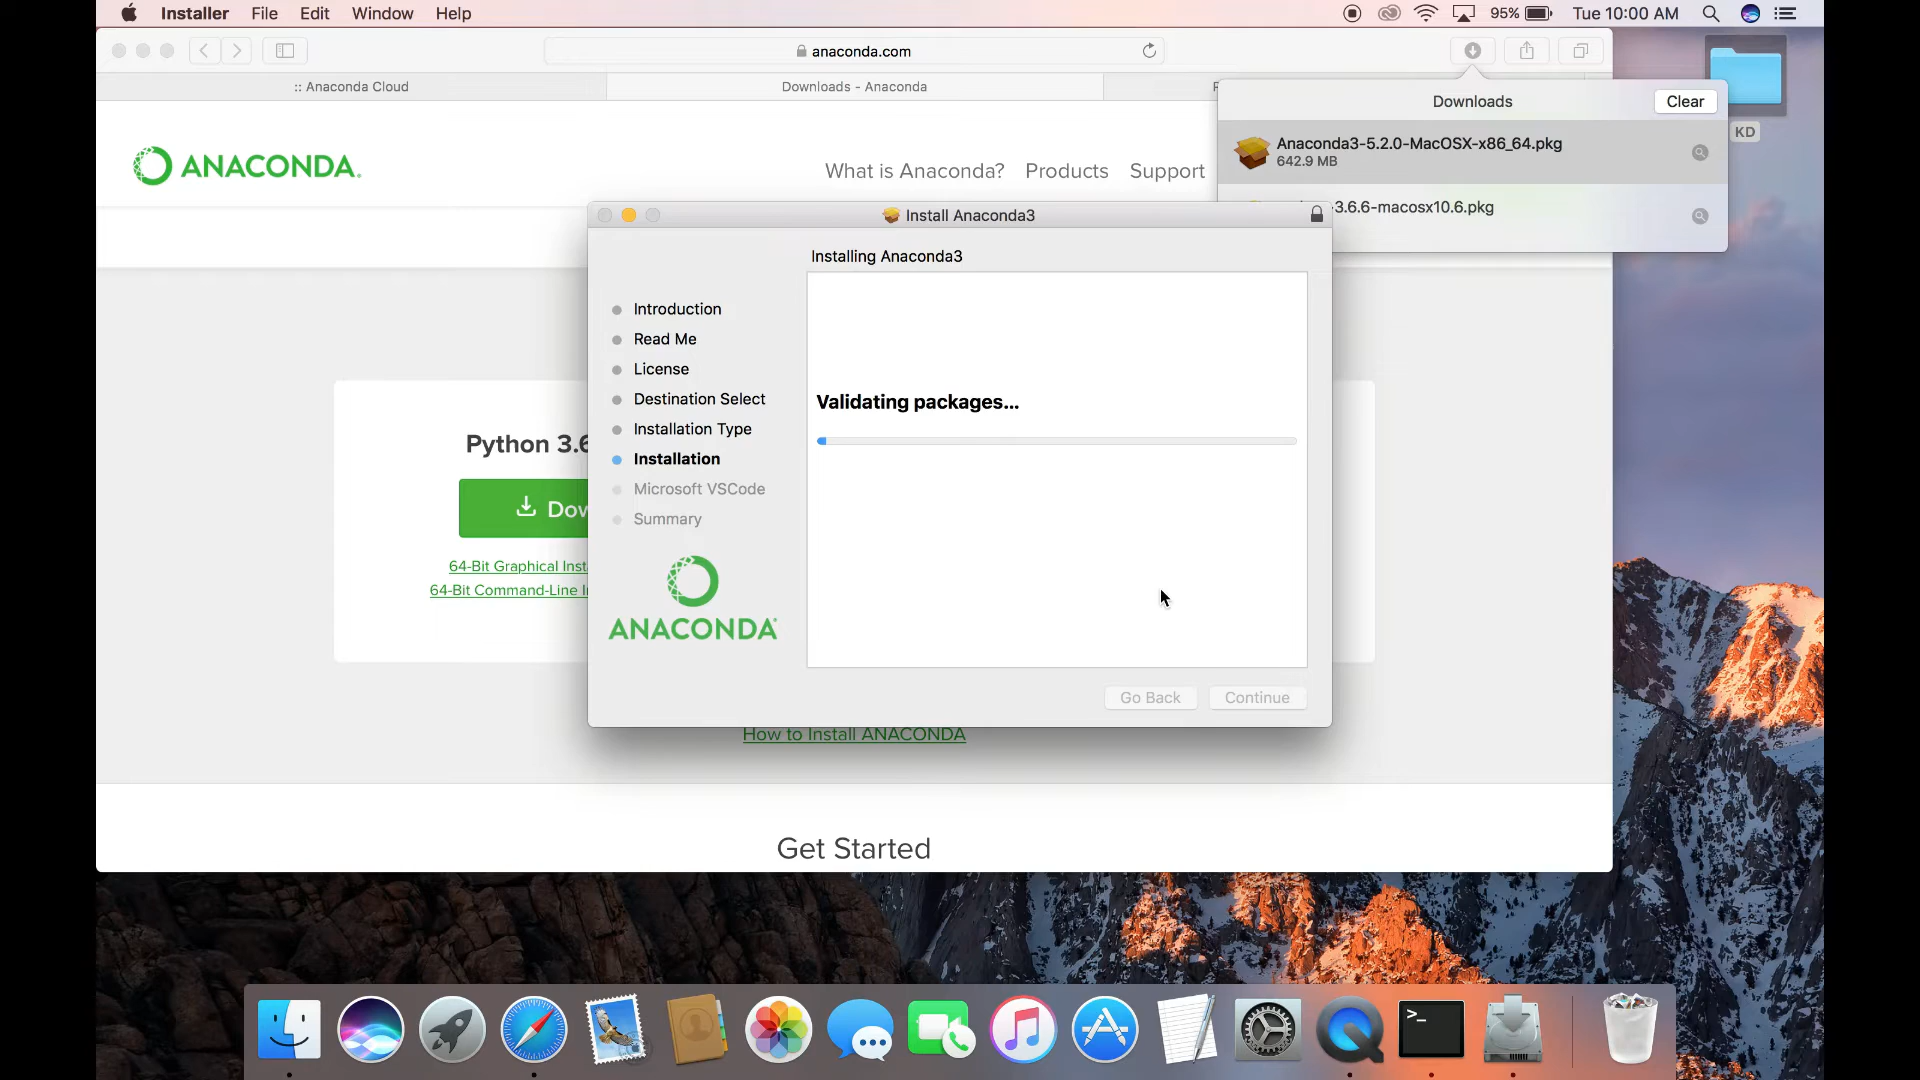 Installer File Edit Window Help 95% Tue 10:00 AM
anaconda.com
:: Anaconda Cloud Downloads - Anaconda
Downloads Clear
Anaconda3-5.2.0-MacOSX-x86_64.pkg
642.9 MB
3.6.6-macosx10.6.pkg
KD
ANACONDA.
What is Anaconda? Products Support
Install Anaconda3
Installing Anaconda3
Introduction
Read Me
License
Destination Select
Installation Type
Installation
Microsoft VSCode
Summary
ANACONDA
Validating packages...
Go Back Continue
Python 3.6
Dow
64-Bit Graphical Inst
64-Bit Command-Line I
How to Install ANACONDA
Get Started
>_